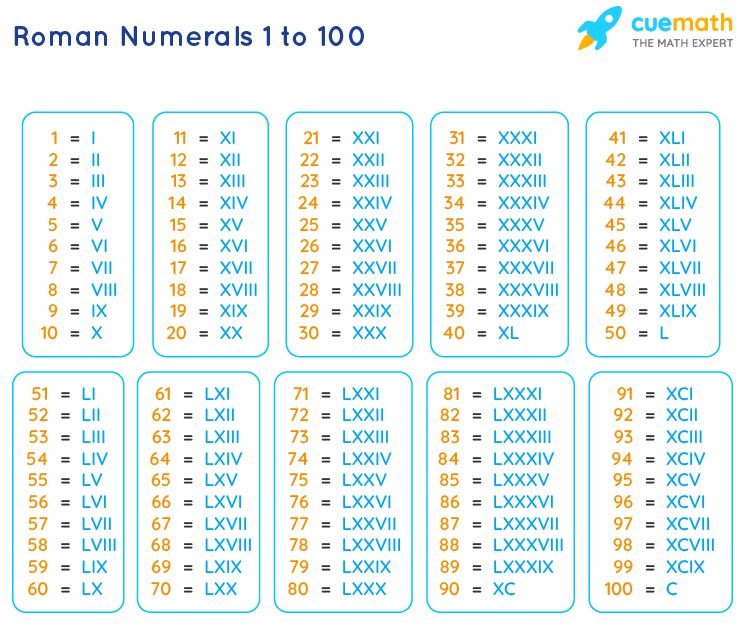 Roman Numerals 1 to 100
cuemath
THE MATH EXPERT
1 = I
2 = II
3 = III
4 = IV
5 = V
6 = VI
7 = VII
8 = VIII
9 = IX
10 = X
11 = XI
12 = XII
13 = XIII
14 = XIV
15 = XV
16 = XVI
17 = XVII
18 = XVIII
19 = XIX
20 = XX
21 = XXI
22 = XXII
23 = XXIII
24 = XXIV
25 = XXV
26 = XXVI
27 = XXVII
28 = XXVIII
29 = XXIX
30 = XXX
31 = XXXI
32 = XXXII
33 = XXXIII
34 = XXXIV
35 = XXXV
36 = XXXVI
37 = XXXVII
38 = XXXVIII
39 = XXXIX
40 = XL
41 = XLI
42 = XLII
43 = XLIII
44 = XLIV
45 = XLV
46 = XLVI
47 = XLVII
48 = XLVIII
49 = XLIX
50 = L
51 = LI
52 = LII
53 = LIII
54 = LIV
55 = LV
56 = LVI
57 = LVII
58 = LVIII
59 = LIX
60 = LX
61 = LXI
62 = LXII
63 = LXIII
64 = LXIV
65 = LXV
66 = LXVI
67 = LXVII
68 = LXVIII
69 = LXIX
70 = LXX
71 = LXXI
72 = LXXII
73 = LXXIII
74 = LXXIV
75 = LXXV
76 = LXXVI
77 = LXXVII
78 = LXXVIII
79 = LXXIX
80 = LXXX
81 = LXXXI
82 = LXXXII
83 = LXXXIII
84 = LXXXIV
85 = LXXXV
86 = LXXXVI
87 = LXXXVII
88 = LXXXVIII
89 = LXXXIX
90 = XC
91 = XCI
92 = XCII
93 = XCIII
94 = XCIV
95 = XCV
96 = XCVI
97 = XCVII
98 = XCVIII
99 = XCIX
100 = C